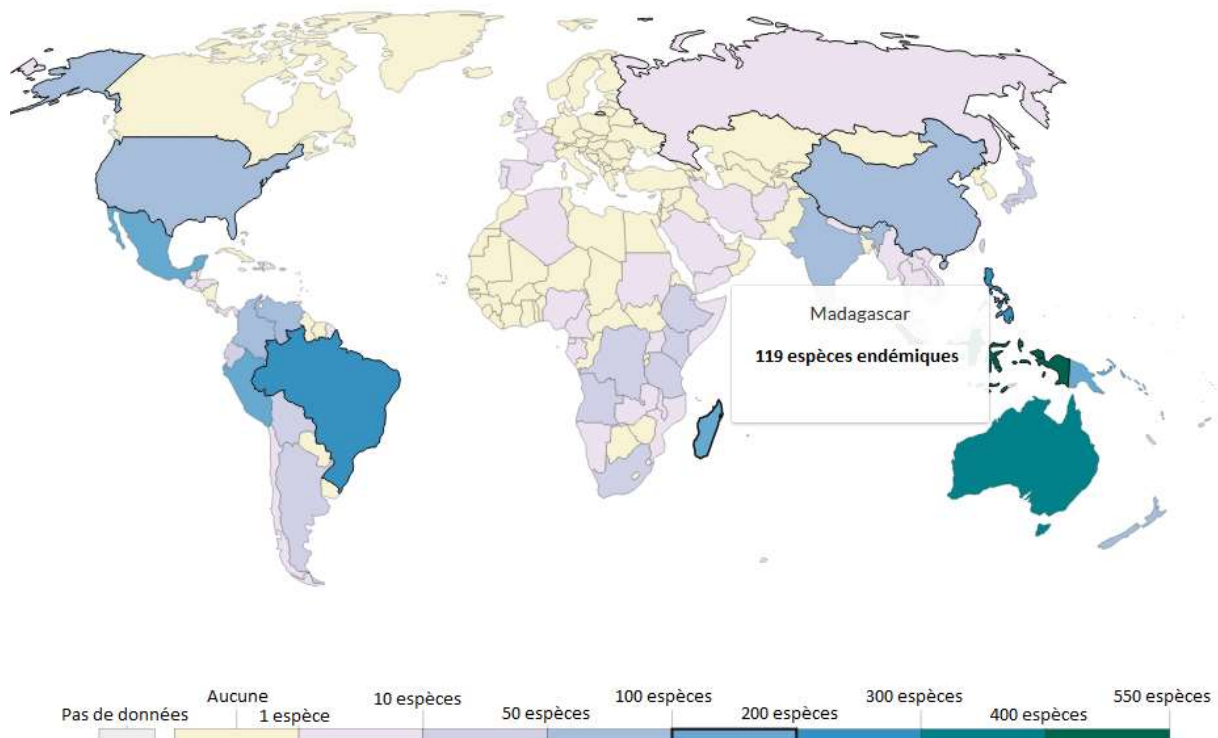 Madagascar
119 espèces endémiques
Aucune 10 espèces 100 espèces 300 espèces 550 espèces
Pas de données 1 espèce 50 espèces 200 espèces 400 espèces